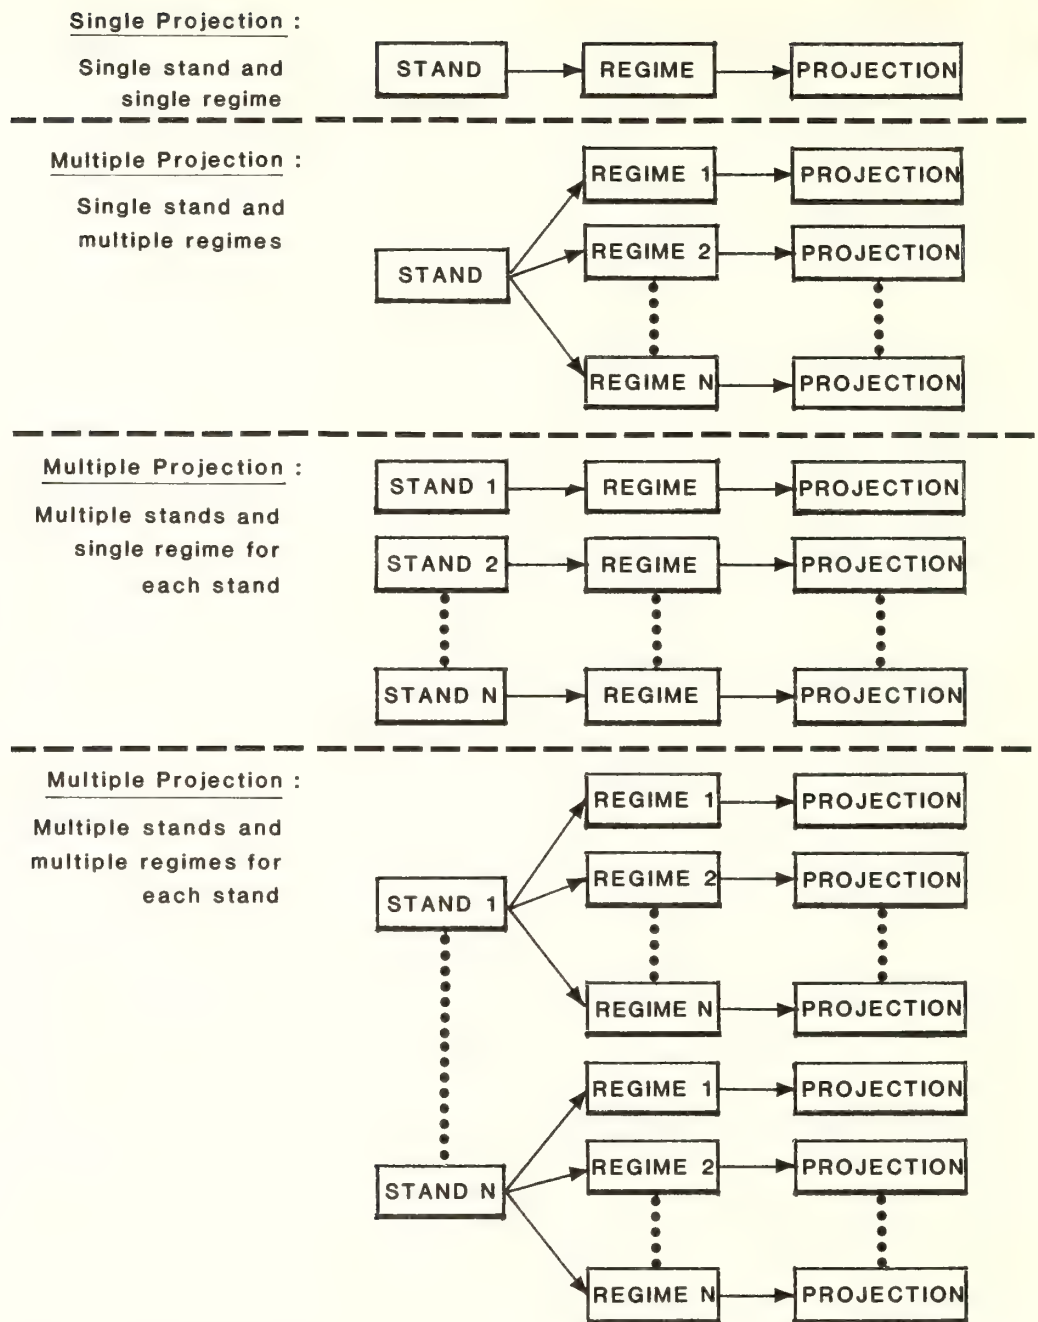 Single Projection :
Single stand and
single regime
STAND
REGIME
PROJECTION
Multiple Projection :
Single stand and
multiple regimes
STAND
REGIME 1
PROJECTION
REGIME 2
PROJECTION
REGIME N
PROJECTION
Multiple Projection :
Multiple stands and
single regime for
each stand
STAND 1
REGIME
PROJECTION
STAND 2
REGIME
PROJECTION
STAND N
REGIME
PROJECTION
Multiple Projection :
Multiple stands and
multiple regimes for
each stand
STAND 1
REGIME 1
PROJECTION
REGIME 2
PROJECTION
REGIME N
PROJECTION
STAND N
REGIME 1
PROJECTION
REGIME 2
PROJECTION
REGIME N
PROJECTION